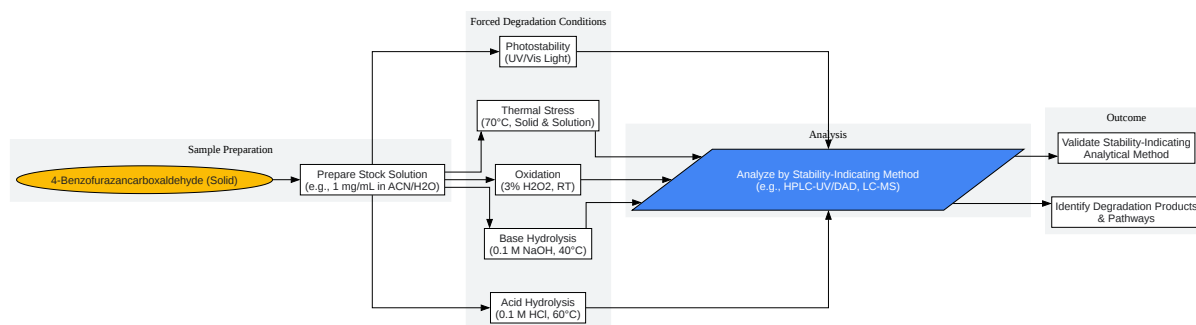 Sample Preparation
4-Benzofurazancarboxaldehyde (Solid)
Prepare Stock Solution
(e.g., 1 mg/mL in ACN/H2O)
Forced Degradation Conditions
Photostability
(UV/Vis Light)
Thermal Stress
(70°C, Solid & Solution)
Oxidation
(3% H2O2, RT)
Base Hydrolysis
(0.1 M NaOH, 40°C)
Acid Hydrolysis
(0.1 M HCl, 60°C)
Analysis
Analyze by Stability-Indicating Method
(e.g., HPLC-UV/DAD, LC-MS)
Outcome
Validate Stability-Indicating
Analytical Method
Identify Degradation Products
& Pathways